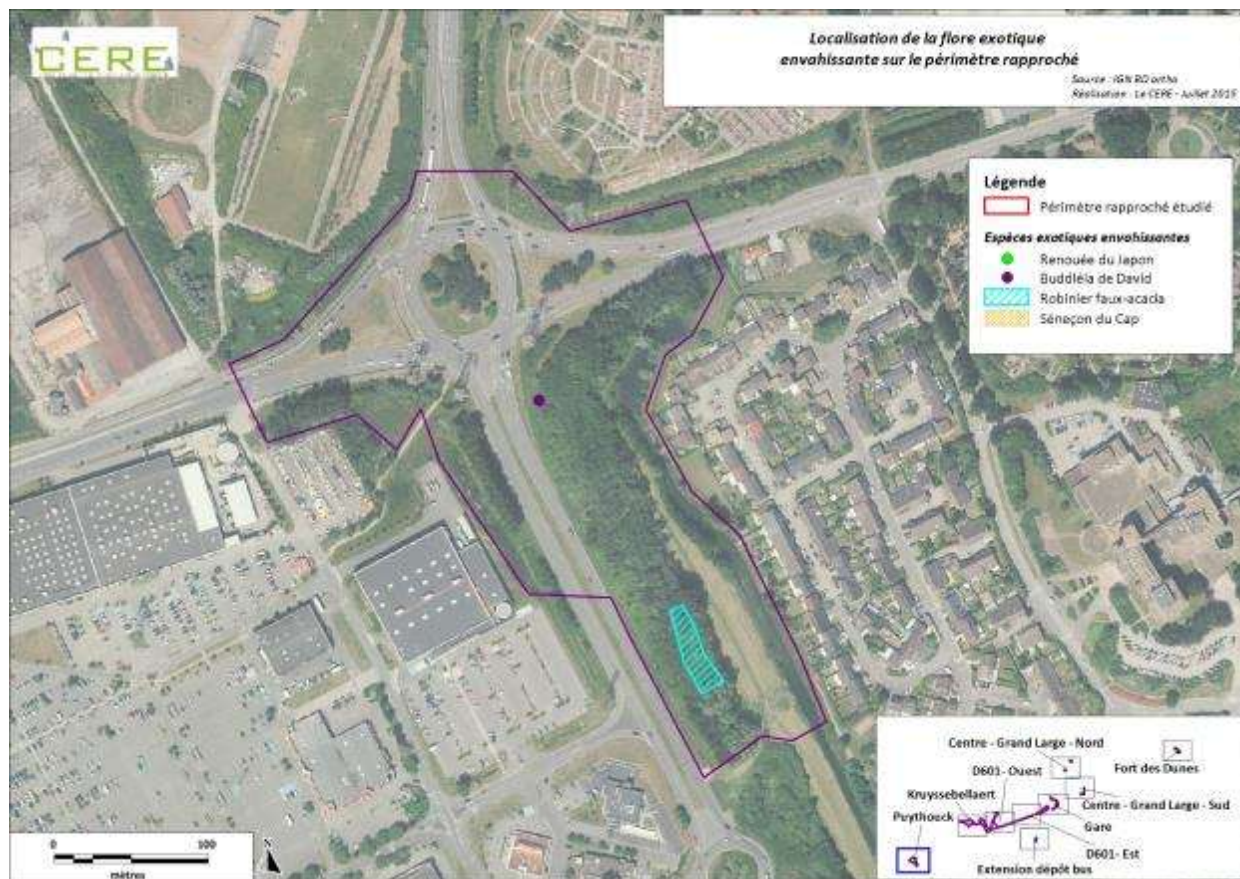 CERE
Localisation de la flore exotique
envahissante sur le périmètre rapproché
Source : IGN BD ortho
Réalisation : Le CERE - Juillet 2015
Légende
Périmètre rapproché étudié
Espèces exotiques envahissantes
Renouée du Japon
Buddléia de David
Robinier faux-acacia
Séneçon du Cap
Centre - Grand Large - Nord
Fort des Dunes
D601- Ouest
Kruyssebellaert
Centre - Grand Large - Sud
Puythouck
Gare
D601- Est
Extension dépôt bus
0 100
mètres
N